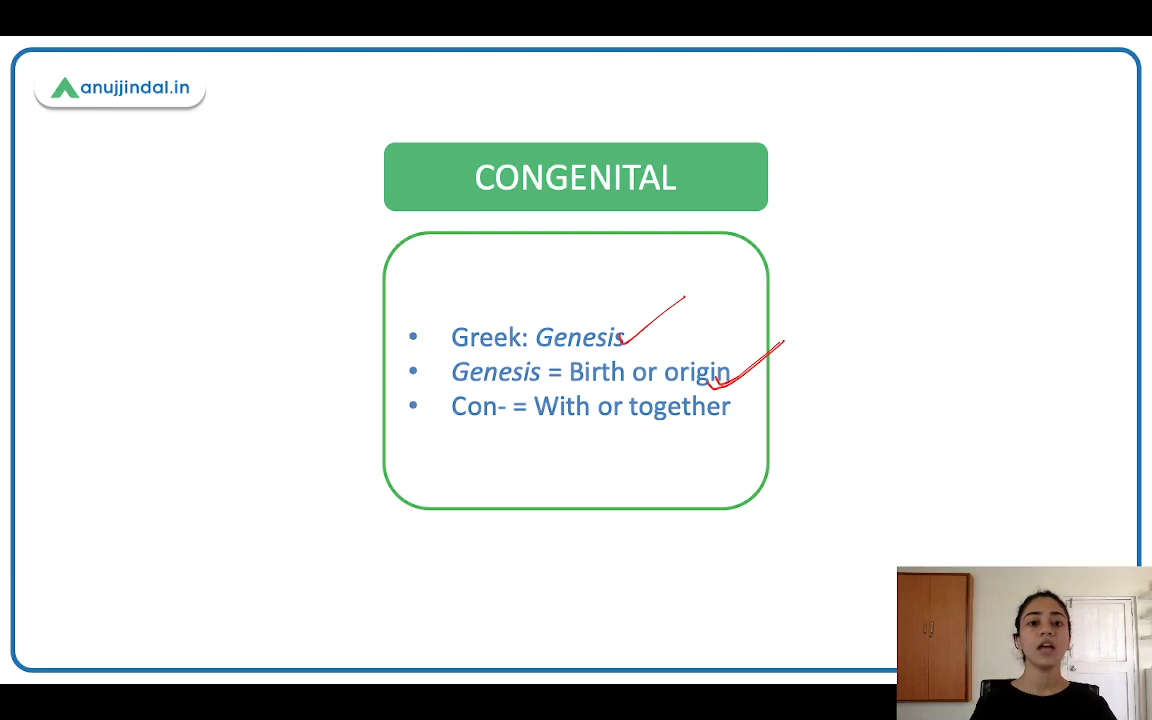 anujjindal.in
CONGENITAL
• Greek: Genesis
• Genesis = Birth or origin
• Con- = With or together